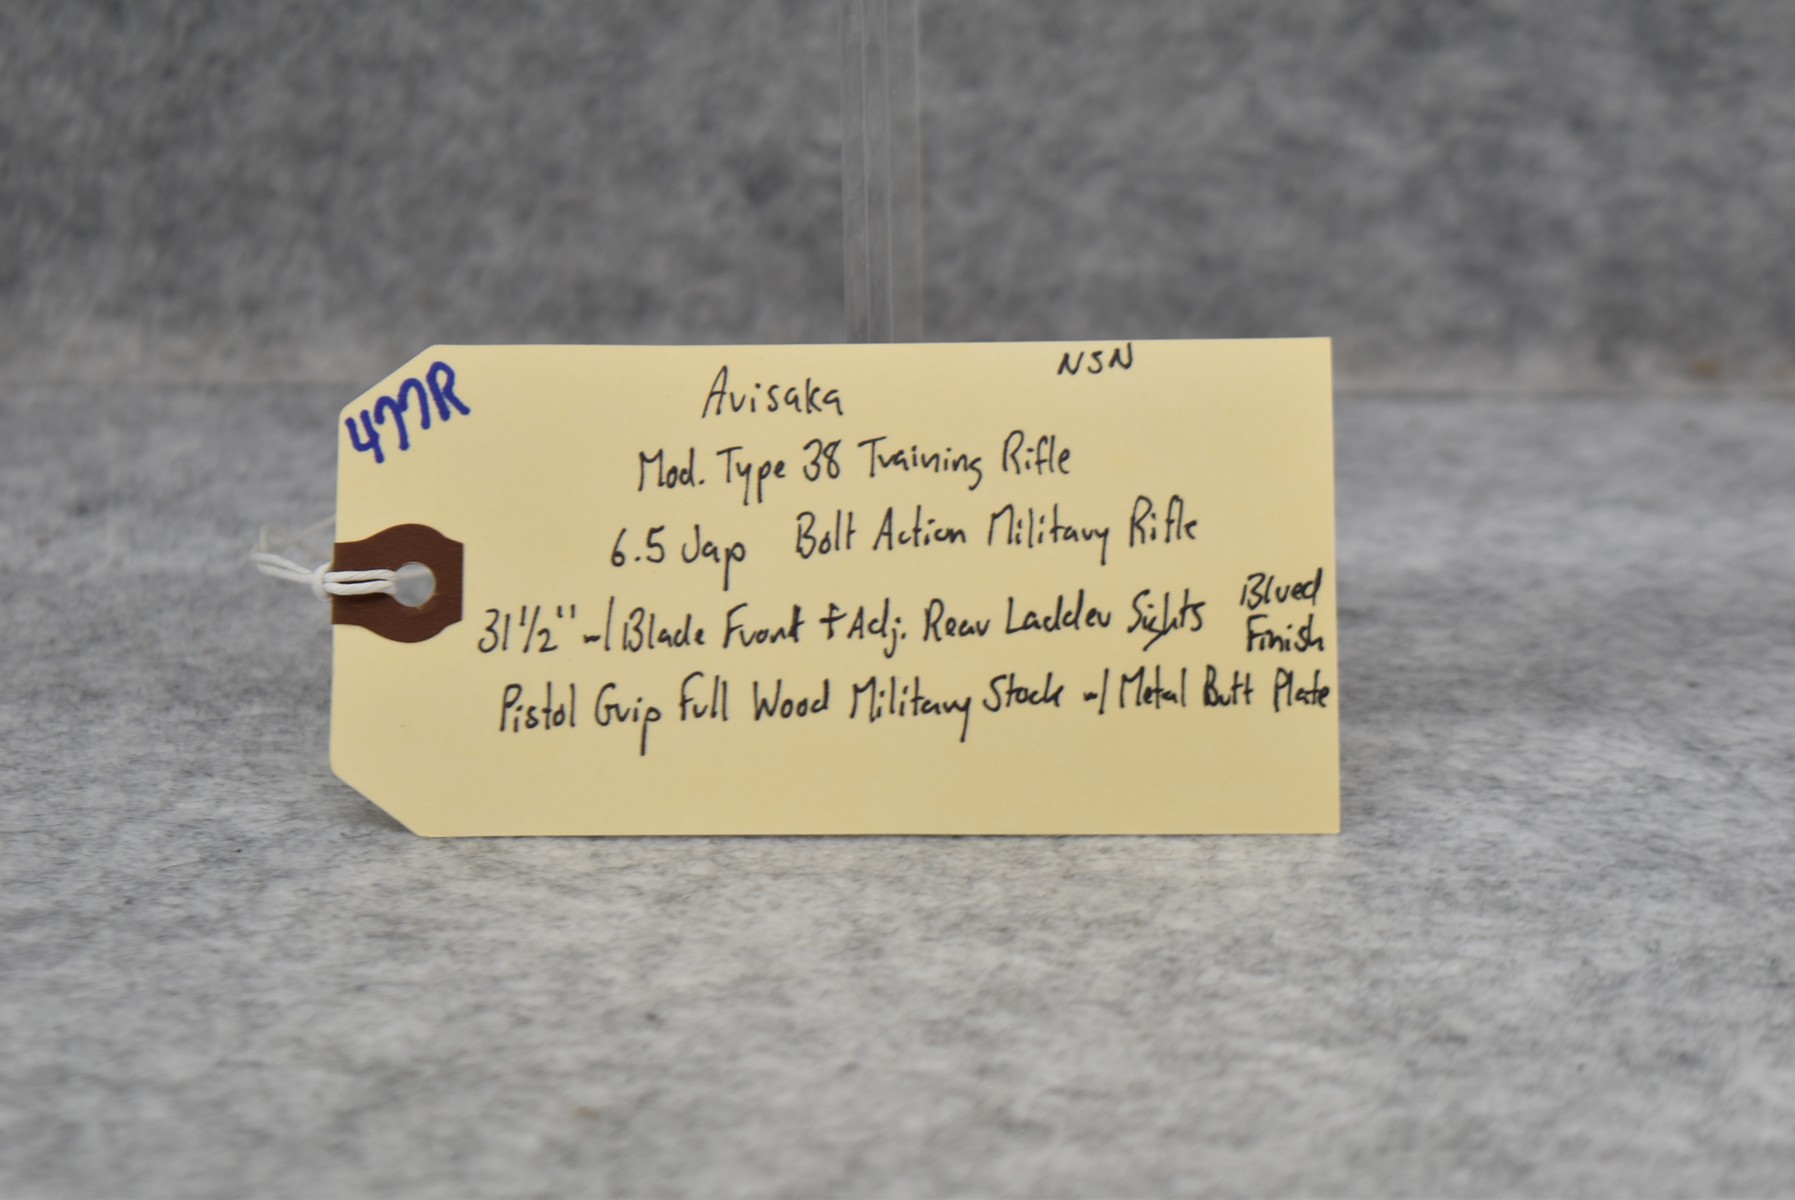 477R
Arisaka NSN
Mod. Type 38 Training Rifle
6.5 Jap Bolt Action Military Rifle
31 1/2" w/ Blade Front + Adj. Rear Ladder Sights Blued Finish
Pistol Grip Full Wood Military Stock w/ Metal Butt Plate